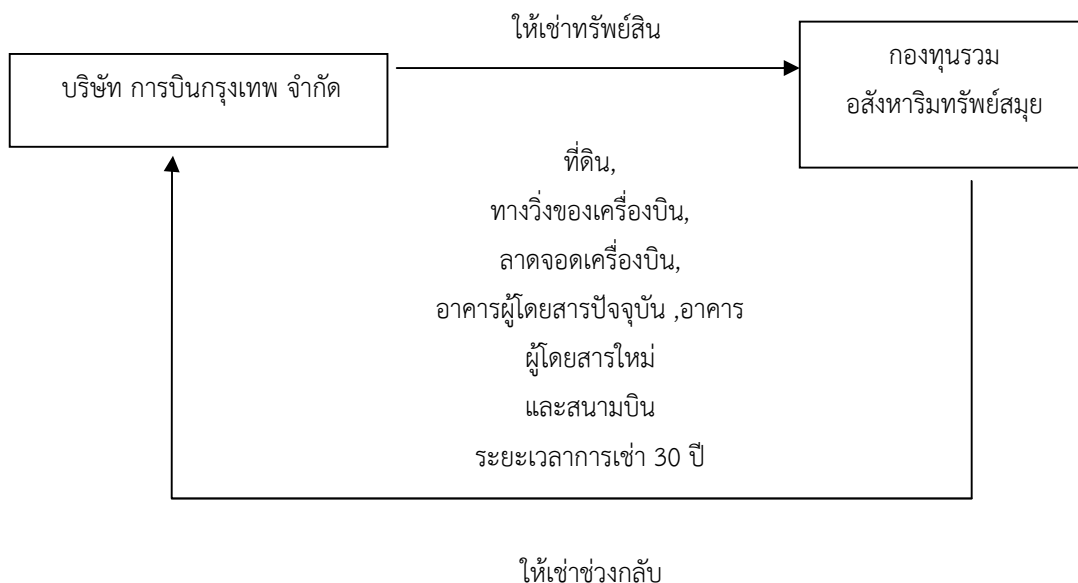 ให้เช่าทรัพย์สิน
บริษัท การบินกรุงเทพ จำกัด
กองทุนรวม
อสังหาริมทรัพย์สมุย
ที่ดิน,
ทางวิ่งของเครื่องบิน,
ลาดจอดเครื่องบิน,
อาคารผู้โดยสารปัจจุบัน ,อาคาร
ผู้โดยสารใหม่
และสนามบิน
ระยะเวลาการเช่า 30 ปี
ให้เช่าช่วงกลับ